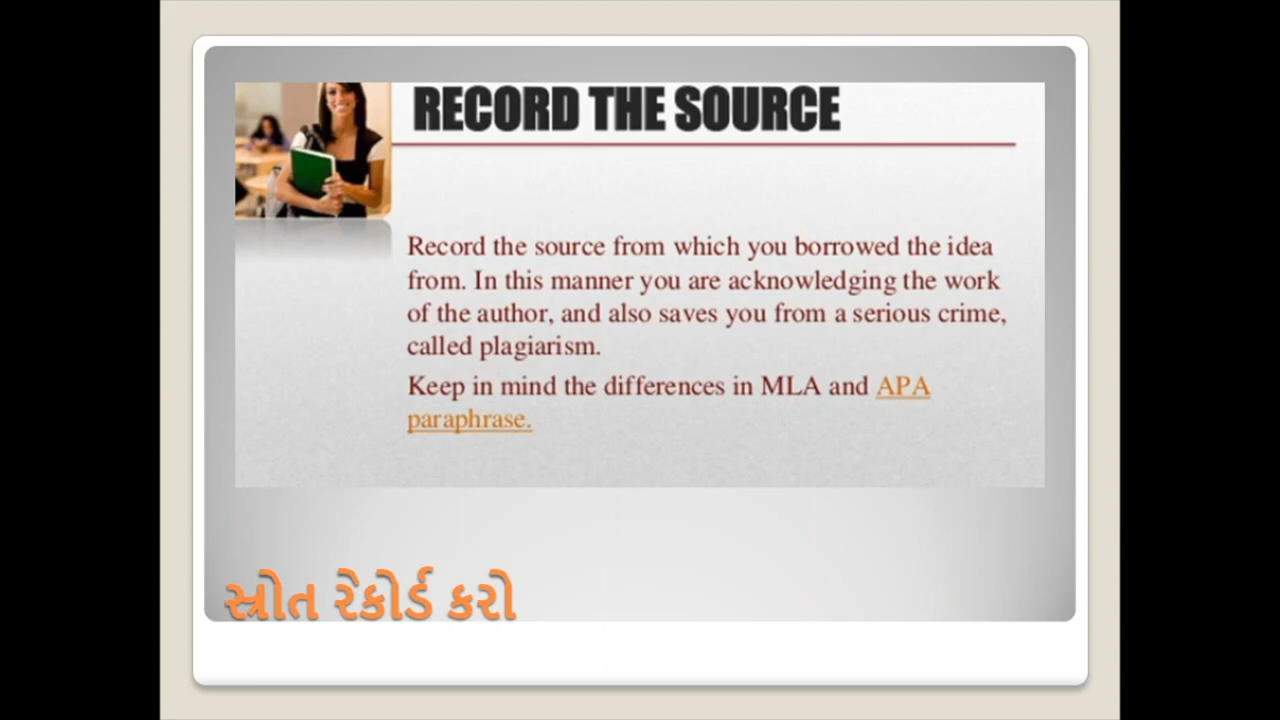 RECORD THE SOURCE
Record the source from which you borrowed the idea
from. In this manner you are acknowledging the work
of the author, and also saves you from a serious crime,
called plagiarism.
Keep in mind the differences in MLA and APA
paraphrase.
સ્રોત રેકોર્ડ કરો